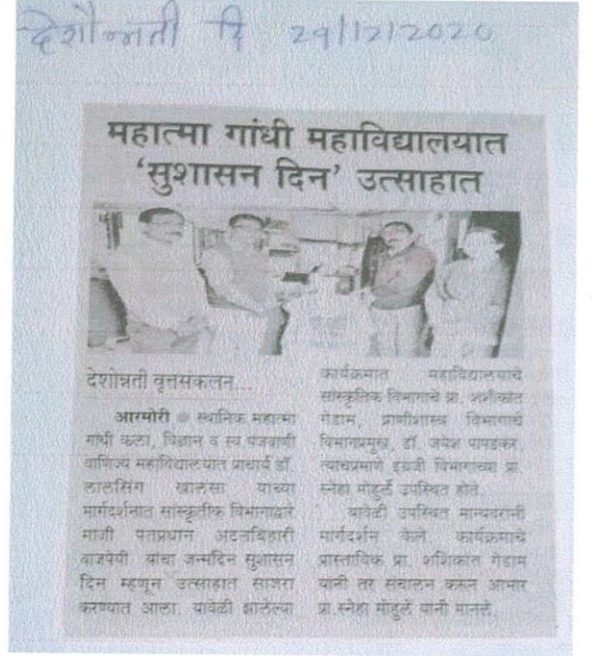 देशोन्नती दि 29/12/2020
महात्मा गांधी महाविद्यालयात
‘सुशासन दिन’ उत्साहात
देशोन्नती वृत्तसंकलन...
आरमोरी स्थानिक महात्मा
गांधी कला, विज्ञान व स्व पंजवाणी
वाणिज्य महाविद्यालयात प्राचार्य डॉ.
लालसिंग खालसा यांच्या
मार्गदर्शनात सांस्कृतीक विभागाद्वारे
माजी पंतप्रधान अटलबिहारी
वाजपेयी यांचा जन्मदिन सुशासन
दिन म्हणून उत्साहात साजरा
करण्यात आला. यावेळी झालेल्या
कार्यक्रमात महाविद्यालयाचे
सांस्कृतिक विभागाचे प्रा. शशीकांत
गेडाम, प्राणीशास्त्र विभागाचे
विभागप्रमुख, डॉ. जयेश पापडकर,
त्याचप्रमाणे इंग्रजी विभागाच्या प्रा.
स्नेहा मोहुर्ले उपस्थित होते.
यावेळी उपस्थित मान्यवरांनी
मार्गदर्शन केले. कार्यक्रमाचे
प्रास्ताविक प्रा. शशिकांत गेडाम
यांनी तर संचालन करून आभार
प्रा.स्नेहा मोहुर्ले यांनी मानले.